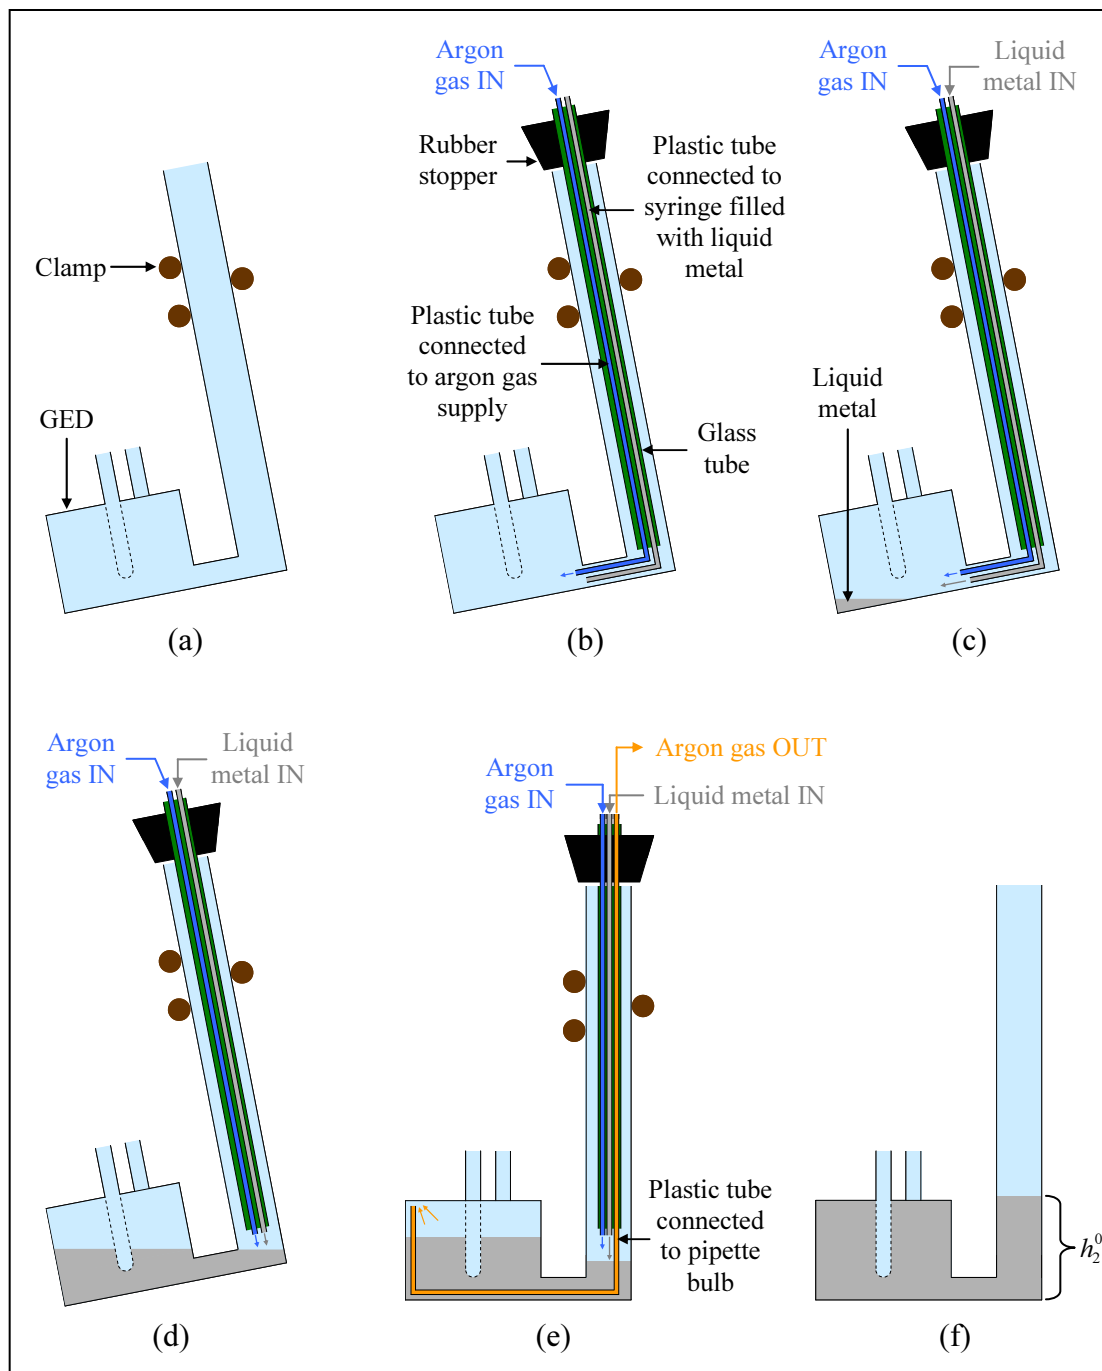 Argon
gas IN
Argon
gas IN
Liquid
metal IN
Rubber
stopper
Plastic tube
connected to
syringe filled
with liquid
metal
Clamp
Plastic tube
connected
to argon gas
supply
Liquid
metal
GED
Glass
tube
(a)
(b)
(c)
Argon
gas IN
Liquid
metal IN
Argon gas OUT
Argon
gas IN
Liquid metal IN
Plastic tube
connected
to pipette
bulb
h₂⁰
(d)
(e)
(f)